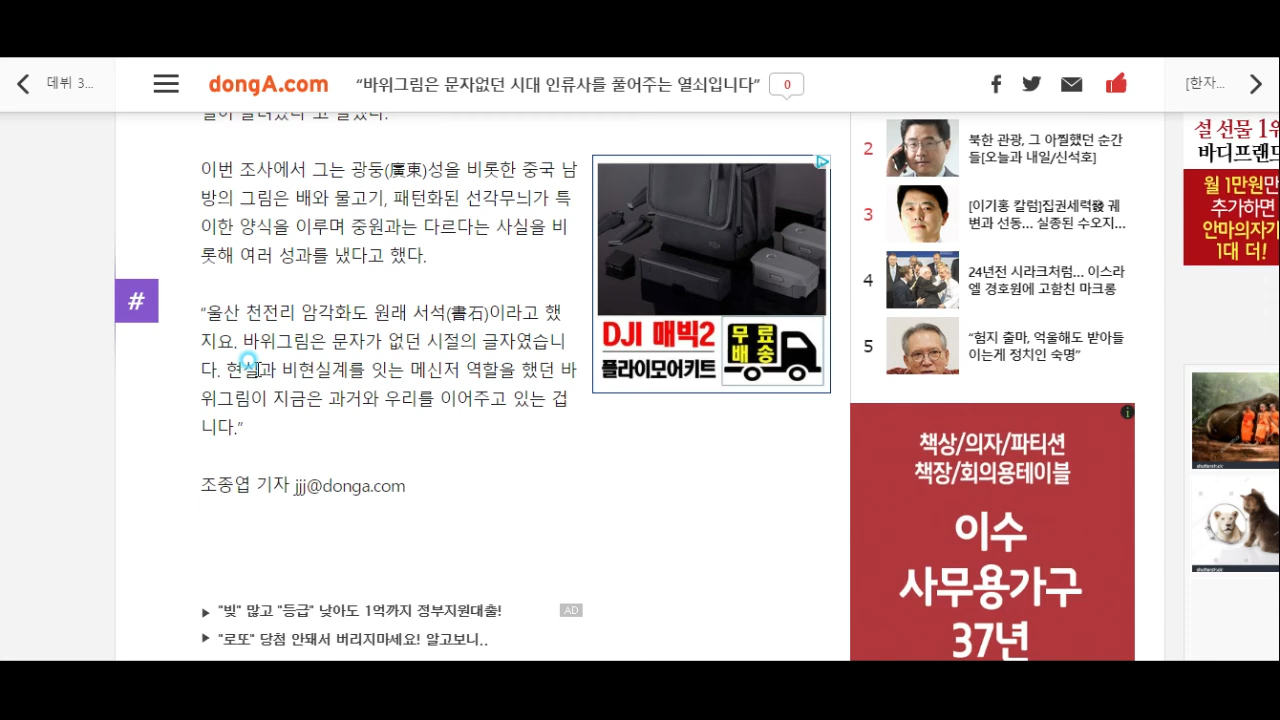 데뷔 3...
dongA.com
“바위그림은 문자없던 시대 인류사를 풀어주는 열쇠입니다”
0
[한자...
이번 조사에서 그는 광둥(廣東)성을 비롯한 중국 남
방의 그림은 배와 물고기, 패턴화된 선각무늬가 특
이한 양식을 이루며 중원과는 다르다는 사실을 비
롯해 여러 성과를 냈다고 했다.
#
“울산 천전리 암각화도 원래 서석(書石)이라고 했
지요. 바위그림은 문자가 없던 시절의 글자였습니
다. 현실과 비현실계를 잇는 메신저 역할을 했던 바
위그림이 지금은 과거와 우리를 이어주고 있는 겁
니다.”
조종엽 기자 jjj@donga.com
"빚" 많고 "등급" 낮아도 1억까지 정부지원대출!
AD
"로또" 당첨 안돼서 버리지마세요! 알고보니..
DJI 매빅2
플라이모어키트
무료
배송
2
북한 관광, 그 아찔했던 순간
들[오늘과 내일/신석호]
3
[이기홍 칼럼]집권세력發 궤
변과 선동... 실종된 수오지...
4
24년전 시라크처럼... 이스라
엘 경호원에 고함친 마크롱
5
“험지 출마, 억울해도 받아들
이는게 정치인 숙명”
책상/의자/파티션
책장/회의용테이블
이수
사무용가구
37년
설 선물 1위
바디프랜드
월 1만원만
추가하면
안마의자가
1대 더!
shutterstock
shutterstock